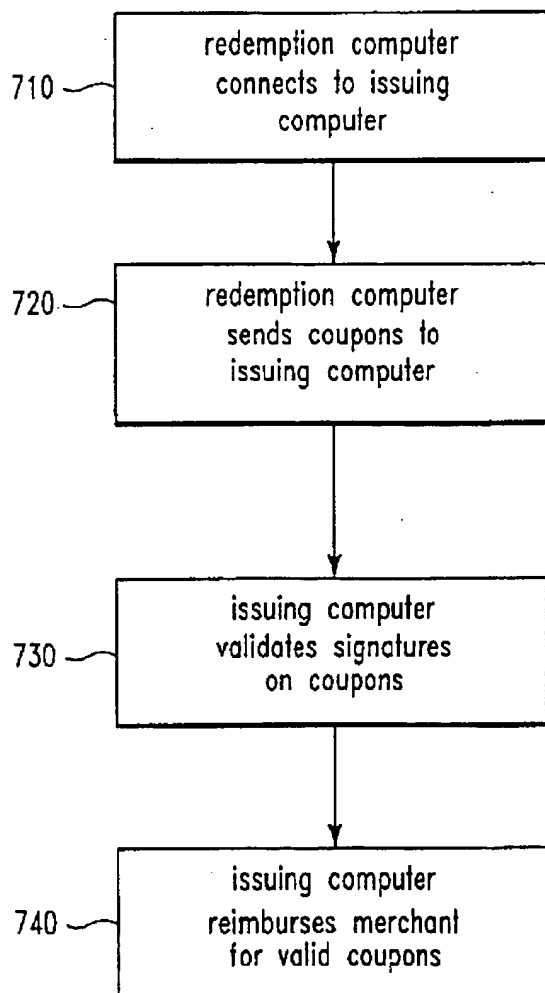 710
redemption computer
connects to issuing
computer
720
redemption computer
sends coupons to
issuing computer
730
issuing computer
validates signatures
on coupons
740
issuing computer
reimburses merchant
for valid coupons